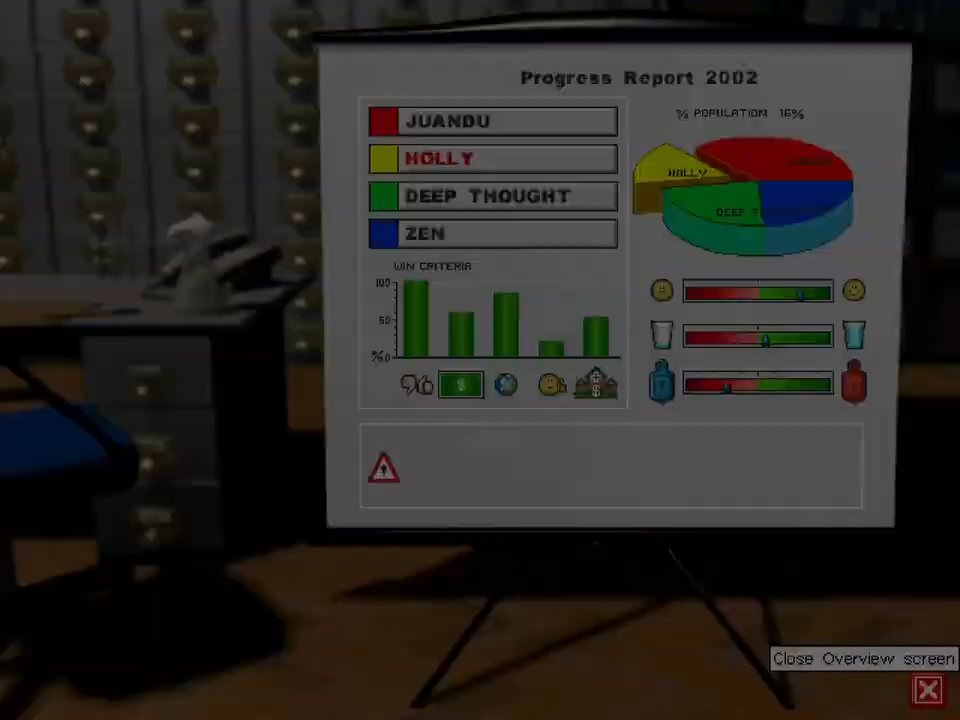 Progress Report 2002
JUANDU
HOLLY
DEEP THOUGHT
ZEN
% POPULATION 16%
HOLLY
DEEP
WIN CRITERIA
100
50
%0
$
Close Overview screen